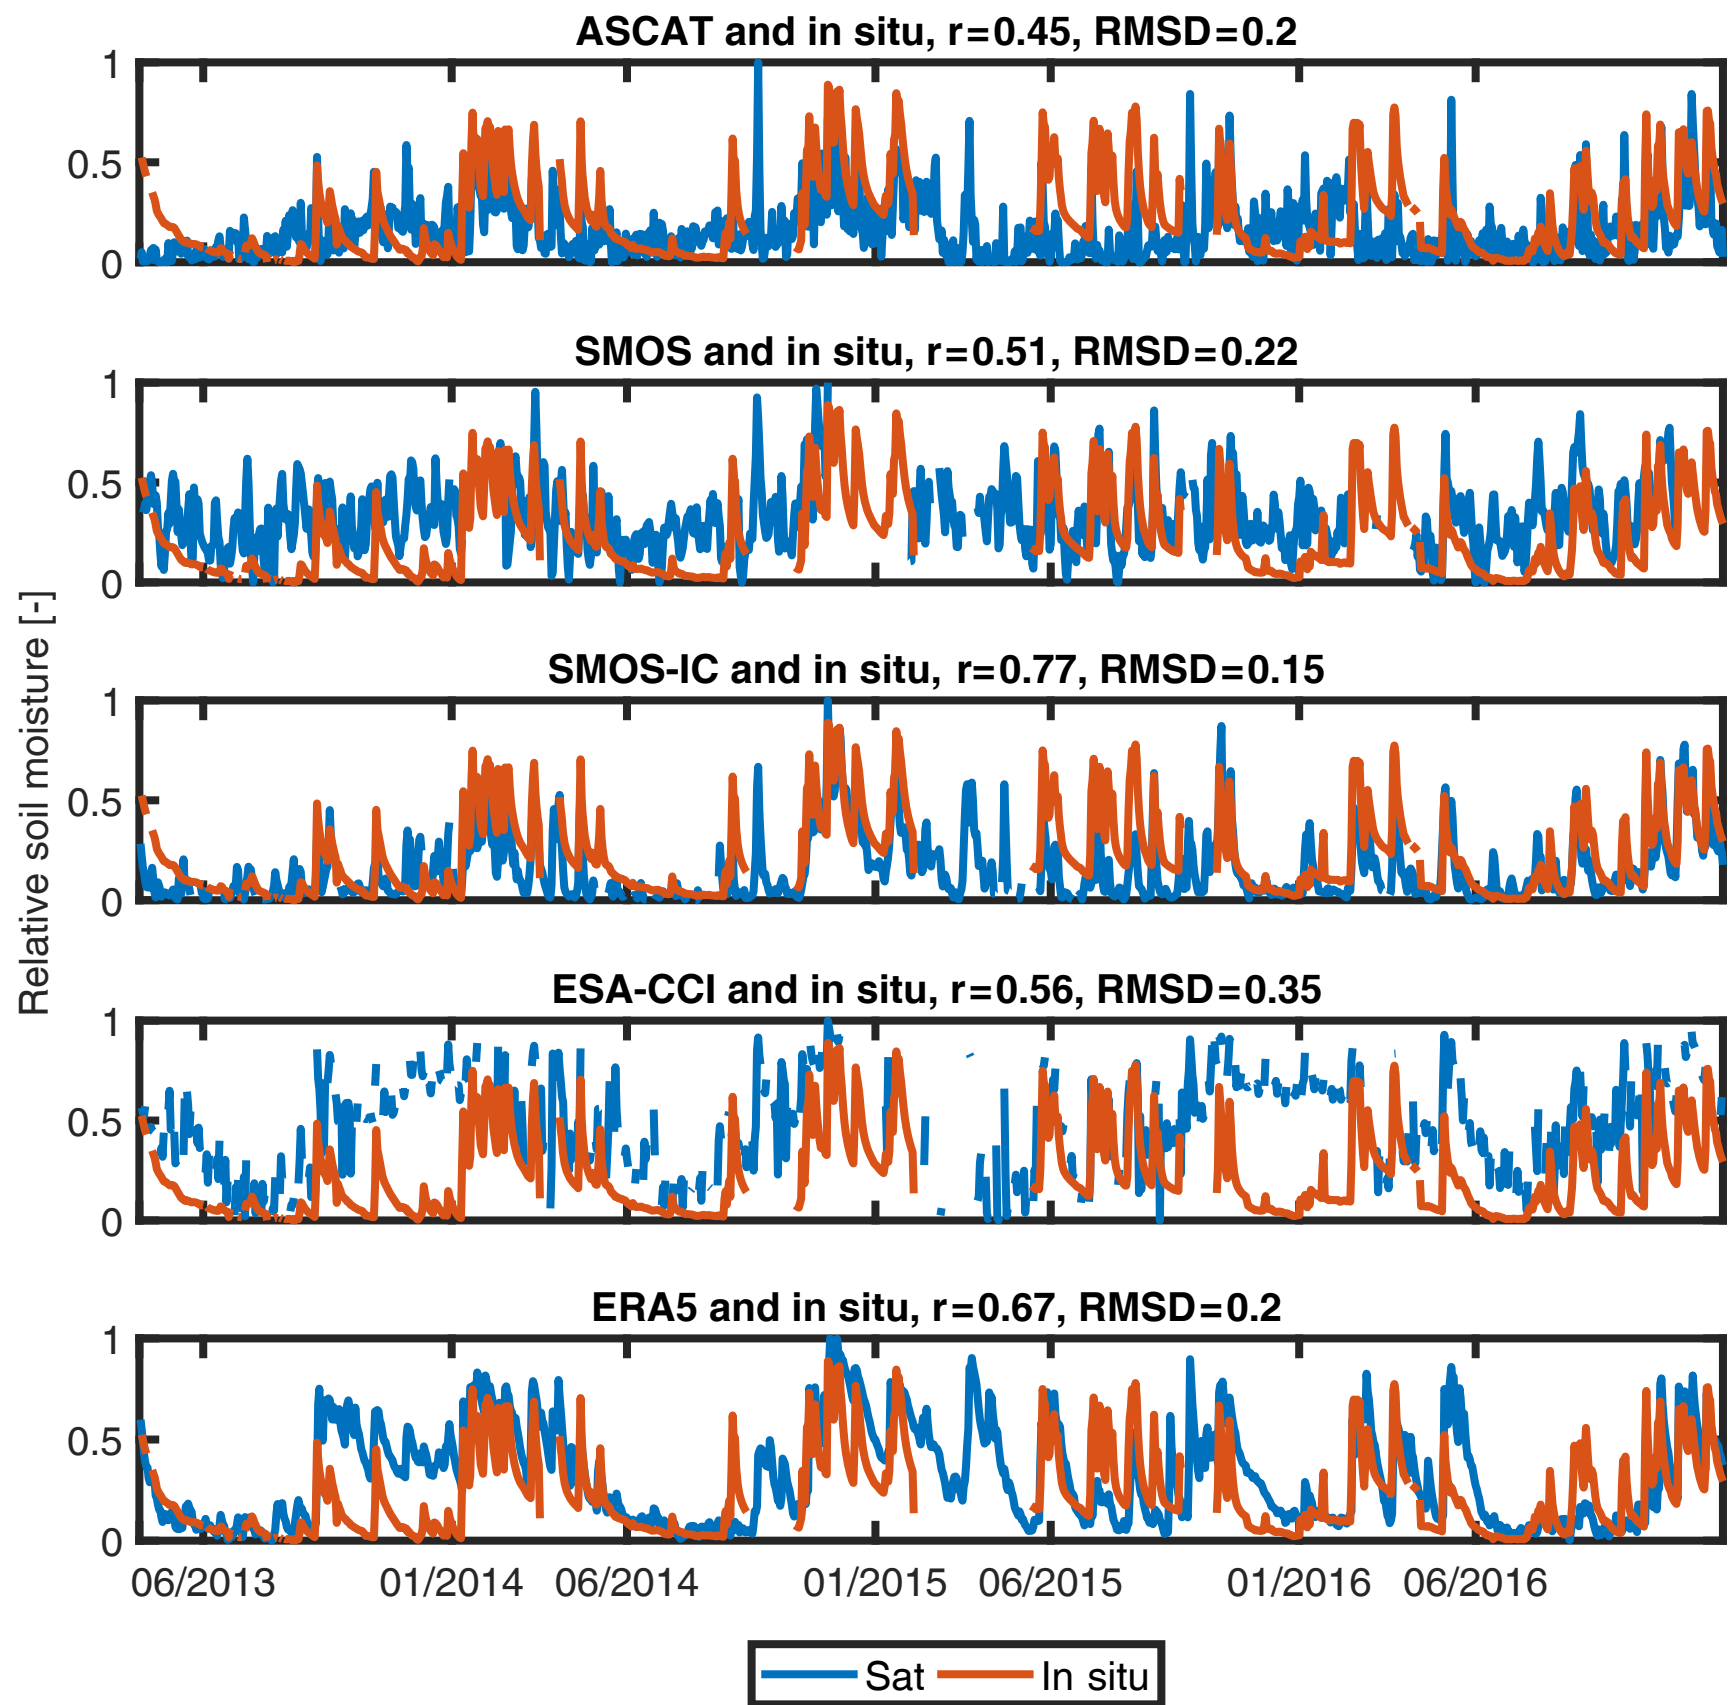 ASCAT and in situ, r=0.45, RMSD=0.2
1
0.5
0
SMOS and in situ, r=0.51, RMSD=0.22
1
0.5
0
SMOS-IC and in situ, r=0.77, RMSD=0.15
1
0.5
0
Relative soil moisture [-]
ESA-CCI and in situ, r=0.56, RMSD=0.35
1
0.5
0
ERA5 and in situ, r=0.67, RMSD=0.2
1
0.5
0
06/2013 01/2014 06/2014 01/2015 06/2015 01/2016 06/2016
Sat In situ